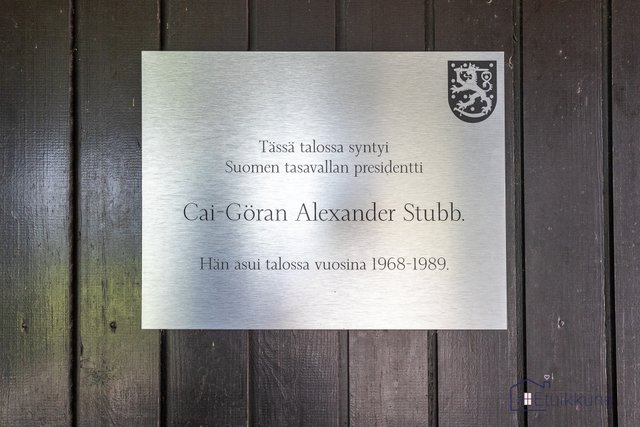 Tässä talossa syntyi
Suomen tasavallan presidentti
Cai-Göran Alexander Stubb.
Hän asui talossa vuosina 1968-1989.